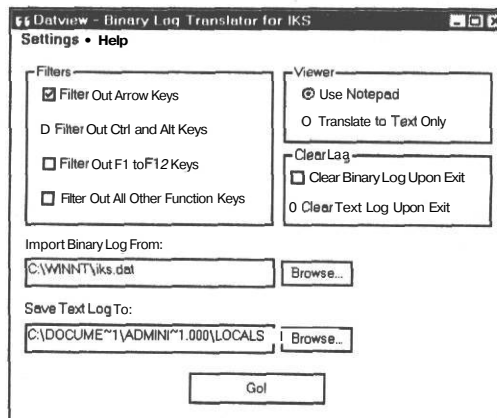 Datview - Binary Log Translator for IKS
Settings • Help
Filters
Filter Out Arrow Keys
D Filter Out Ctrl and Alt Keys
Filter Out F1 to F12 Keys
Filter Out All Other Function Keys
Viewer
Use Notepad
O Translate to Text Only
Clear Lag
Clear Binary Log Upon Exit
0 Clear Text Log Upon Exit
Import Binary Log From:
C:\WINNT\iks.dat
Browse...
Save Text Log To:
C:\DOCUME~1\ADMINI~1.000\LOCALS
Browse...
Go!